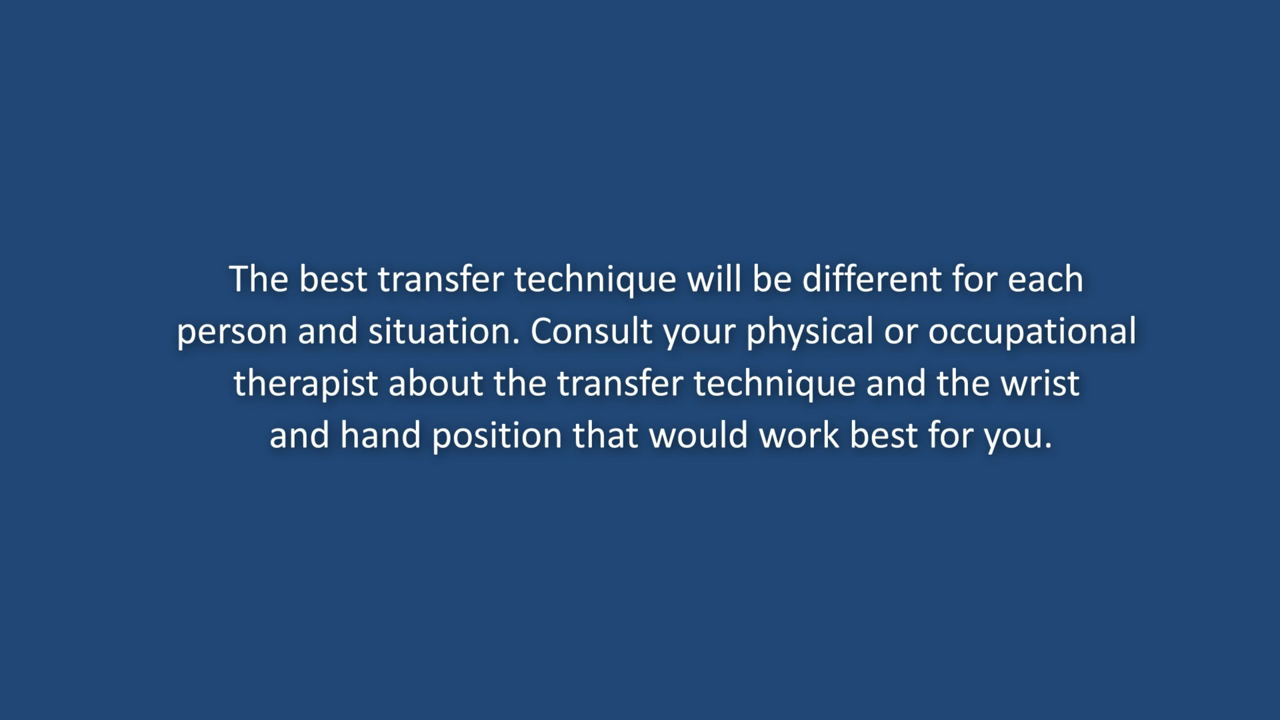 The best transfer technique will be different for each
person and situation. Consult your physical or occupational
therapist about the transfer technique and the wrist
and hand position that would work best for you.